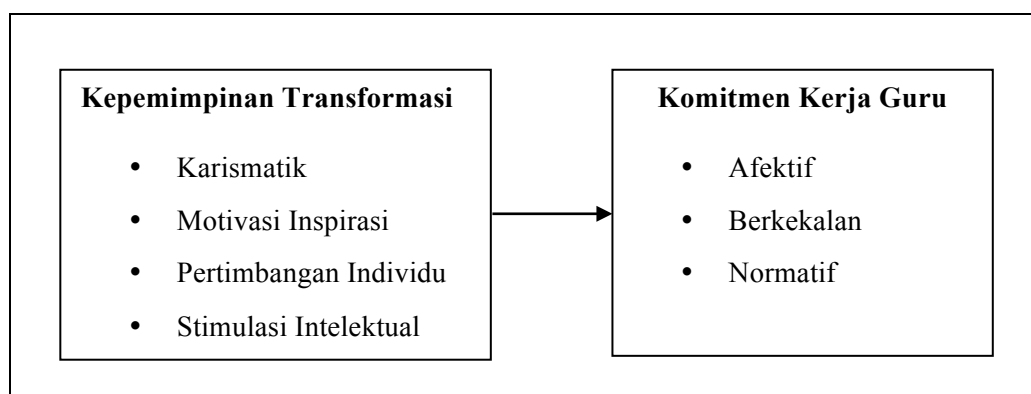 Kepemimpinan Transformasi
• Karismatik
• Motivasi Inspirasi
• Pertimbangan Individu
• Stimulasi Intelektual
Komitmen Kerja Guru
• Afektif
• Berkekalan
• Normatif